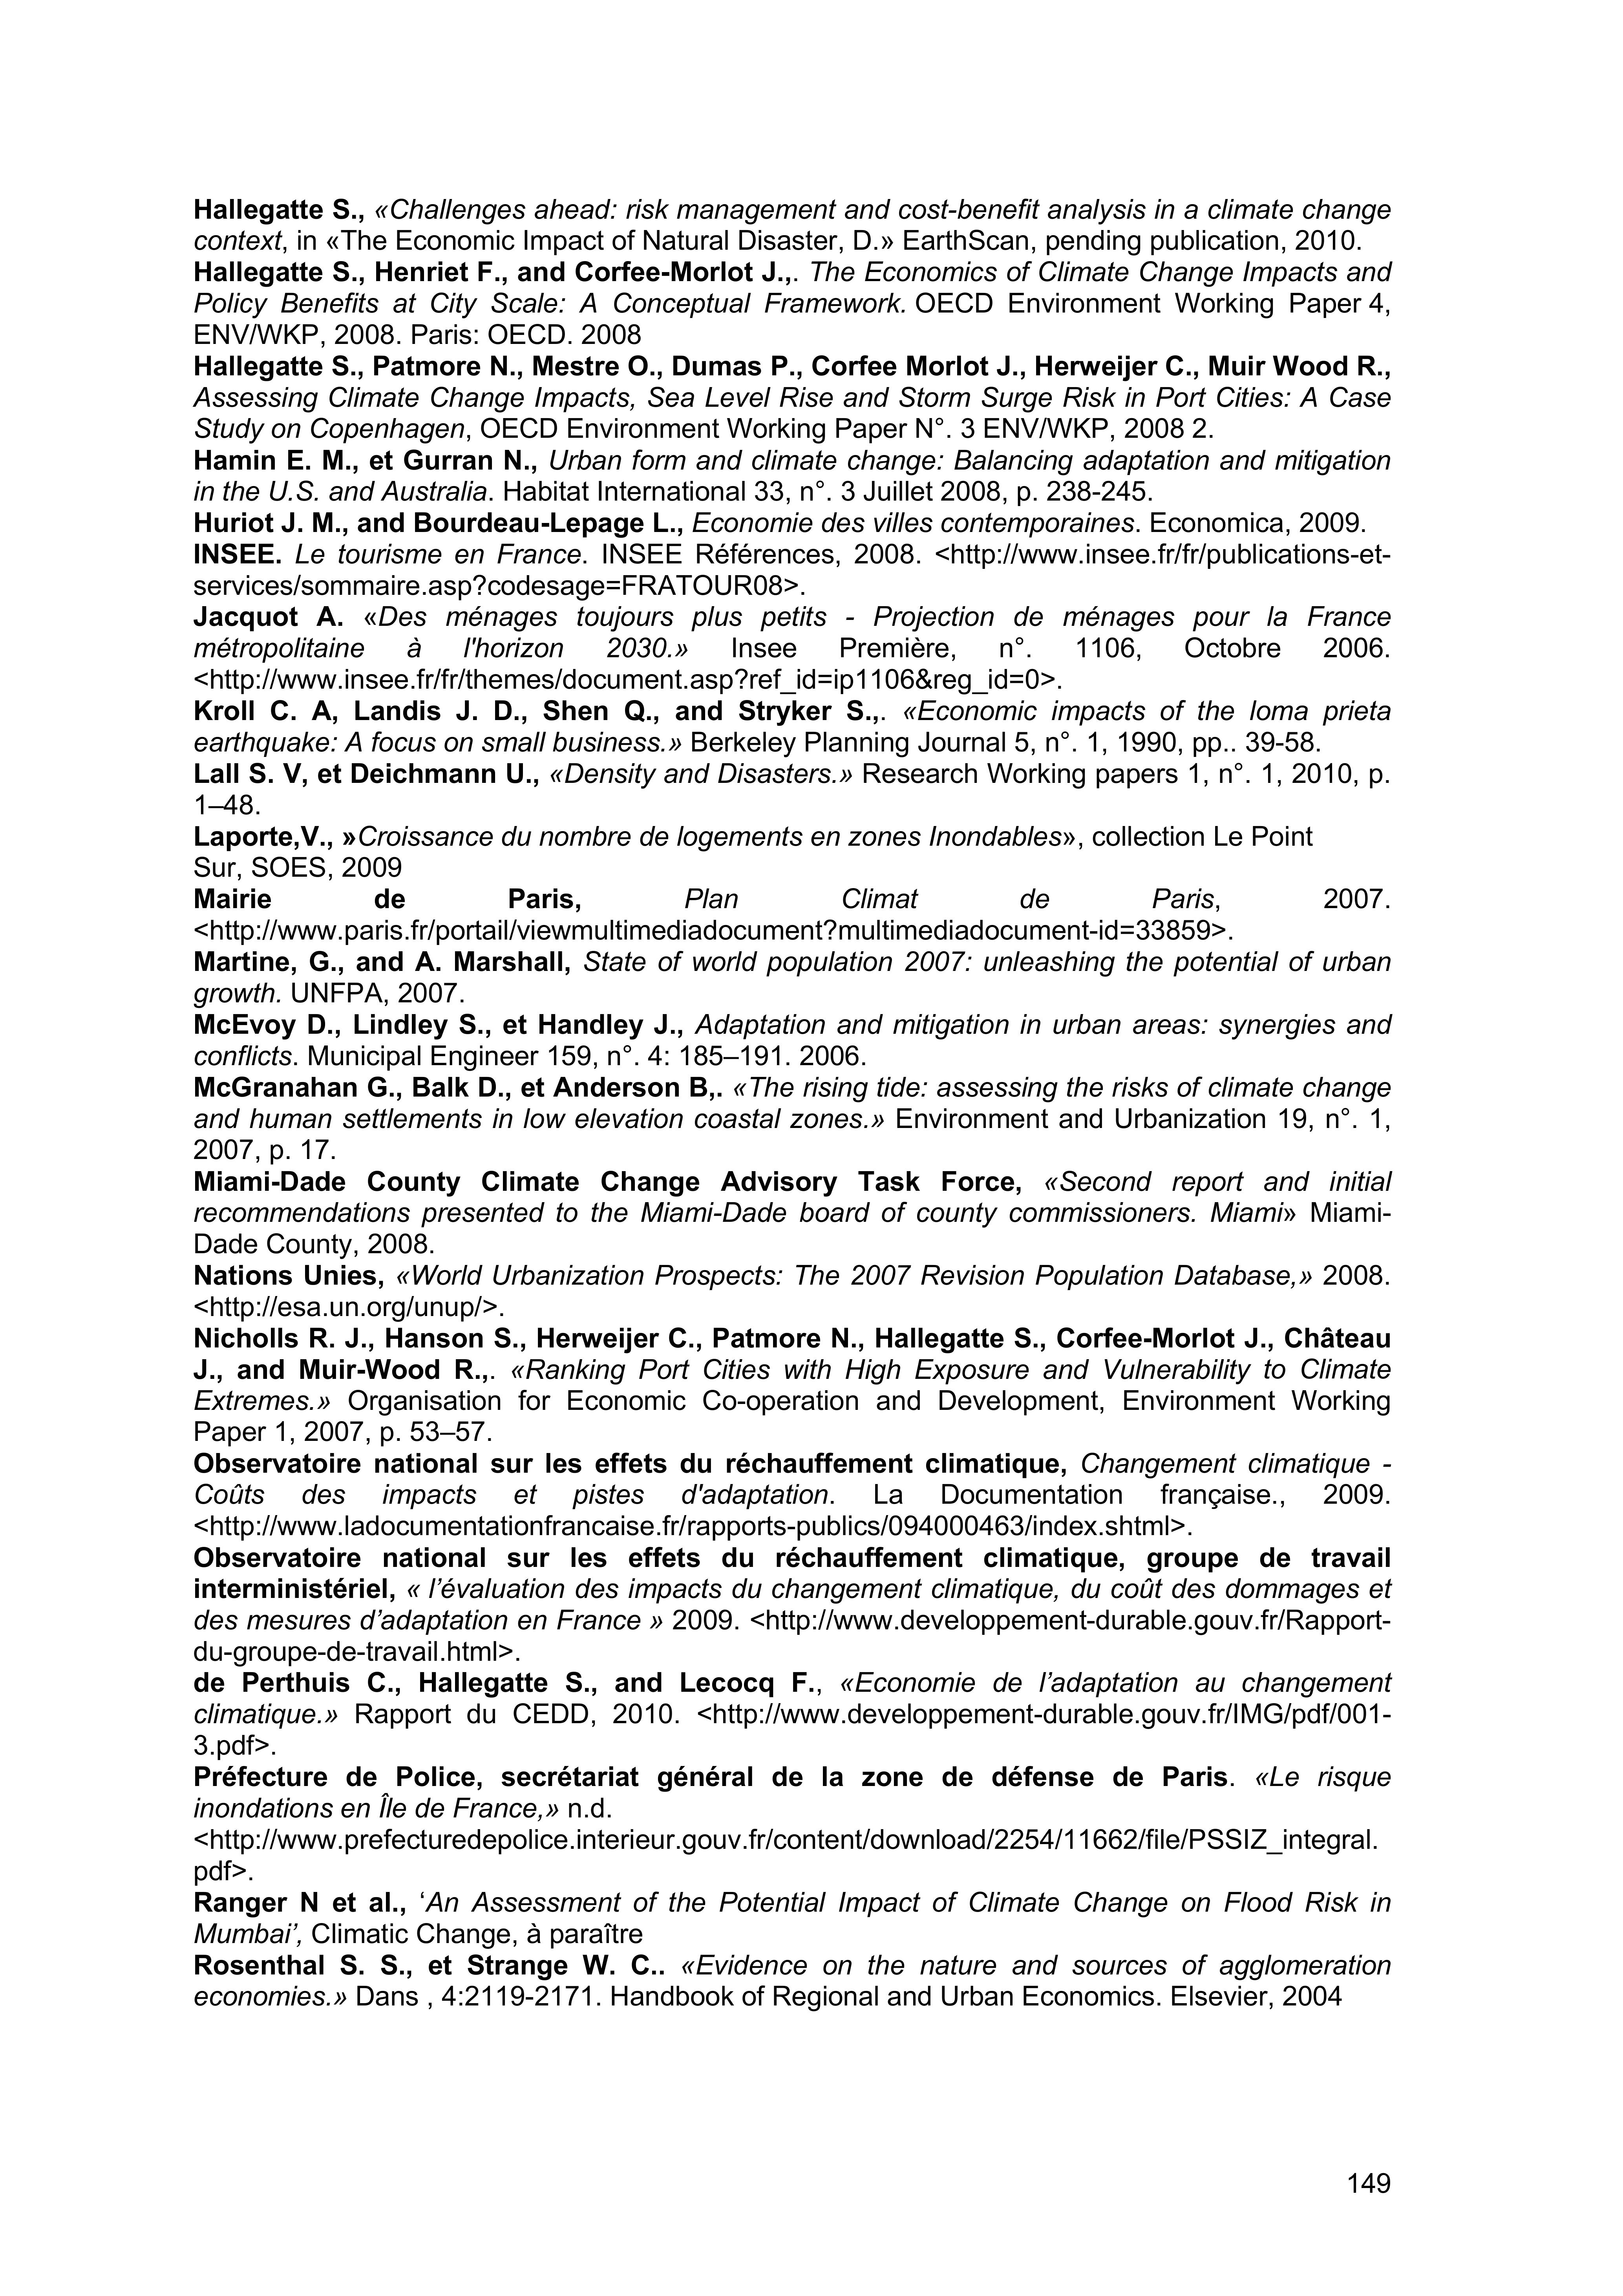 Hallegatte S., «Challenges ahead: risk management and cost-benefit analysis in a climate change
context, in «The Economic Impact of Natural Disaster, D.» EarthScan, pending publication, 2010.
Hallegatte S., Henriet F., and Corfee-Morlot J.,. The Economics of Climate Change Impacts and
Policy Benefits at City Scale: A Conceptual Framework. OECD Environment Working Paper 4,
ENV/WKP, 2008. Paris: OECD. 2008
Hallegatte S., Patmore N., Mestre O., Dumas P., Corfee Morlot J., Herweijer C., Muir Wood R.,
Assessing Climate Change Impacts, Sea Level Rise and Storm Surge Risk in Port Cities: A Case
Study on Copenhagen, OECD Environment Working Paper N°. 3 ENV/WKP, 2008 2.
Hamin E. M., et Gurran N., Urban form and climate change: Balancing adaptation and mitigation
in the U.S. and Australia. Habitat International 33, n°. 3 Juillet 2008, p. 238-245.
Huriot J. M., and Bourdeau-Lepage L., Economie des villes contemporaines. Economica, 2009.
INSEE. Le tourisme en France. INSEE Références, 2008. <http://www.insee.fr/fr/publications-et-
services/sommaire.asp?codesage=FRATOUR08>.
Jacquot A. «Des ménages toujours plus petits - Projection de ménages pour la France
métropolitaine à l'horizon 2030.» Insee Première, n°. 1106, Octobre 2006.
<http://www.insee.fr/fr/themes/document.asp?ref_id=ip1106&reg_id=0>.
Kroll C. A, Landis J. D., Shen Q., and Stryker S.,. «Economic impacts of the loma prieta
earthquake: A focus on small business.» Berkeley Planning Journal 5, n°. 1, 1990, pp.. 39-58.
Lall S. V, et Deichmann U., «Density and Disasters.» Research Working papers 1, n°. 1, 2010, p.
1–48.
Laporte,V., »Croissance du nombre de logements en zones Inondables», collection Le Point
Sur, SOES, 2009
Mairie de Paris, Plan Climat de Paris, 2007.
<http://www.paris.fr/portail/viewmultimediadocument?multimediadocument-id=33859>.
Martine, G., and A. Marshall, State of world population 2007: unleashing the potential of urban
growth. UNFPA, 2007.
McEvoy D., Lindley S., et Handley J., Adaptation and mitigation in urban areas: synergies and
conflicts. Municipal Engineer 159, n°. 4: 185–191. 2006.
McGranahan G., Balk D., et Anderson B,. «The rising tide: assessing the risks of climate change
and human settlements in low elevation coastal zones.» Environment and Urbanization 19, n°. 1,
2007, p. 17.
Miami-Dade County Climate Change Advisory Task Force, «Second report and initial
recommendations presented to the Miami-Dade board of county commissioners. Miami» Miami-
Dade County, 2008.
Nations Unies, «World Urbanization Prospects: The 2007 Revision Population Database,» 2008.
<http://esa.un.org/unup/>.
Nicholls R. J., Hanson S., Herweijer C., Patmore N., Hallegatte S., Corfee-Morlot J., Château
J., and Muir-Wood R.,. «Ranking Port Cities with High Exposure and Vulnerability to Climate
Extremes.» Organisation for Economic Co-operation and Development, Environment Working
Paper 1, 2007, p. 53–57.
Observatoire national sur les effets du réchauffement climatique, Changement climatique -
Coûts des impacts et pistes d'adaptation. La Documentation française., 2009.
<http://www.ladocumentationfrancaise.fr/rapports-publics/094000463/index.shtml>.
Observatoire national sur les effets du réchauffement climatique, groupe de travail
interministériel, « l’évaluation des impacts du changement climatique, du coût des dommages et
des mesures d’adaptation en France » 2009. <http://www.developpement-durable.gouv.fr/Rapport-
du-groupe-de-travail.html>.
de Perthuis C., Hallegatte S., and Lecocq F., «Economie de l’adaptation au changement
climatique.» Rapport du CEDD, 2010. <http://www.developpement-durable.gouv.fr/IMG/pdf/001-
3.pdf>.
Préfecture de Police, secrétariat général de la zone de défense de Paris. «Le risque
inondations en Île de France,» n.d.
<http://www.prefecturedepolice.interieur.gouv.fr/content/download/2254/11662/file/PSSIZ_integral.
pdf>.
Ranger N et al., ‘An Assessment of the Potential Impact of Climate Change on Flood Risk in
Mumbai’, Climatic Change, à paraître
Rosenthal S. S., et Strange W. C.. «Evidence on the nature and sources of agglomeration
economies.» Dans , 4:2119-2171. Handbook of Regional and Urban Economics. Elsevier, 2004
149